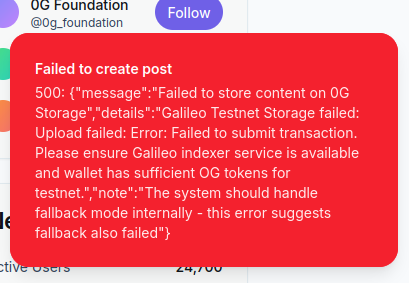 0G Foundation
@0g_foundation
Follow
Failed to create post
500: {"message":"Failed to store content on 0G
Storage","details":"Galileo Testnet Storage failed:
Upload failed: Error: Failed to submit transaction.
Please ensure Galileo indexer service is available
and wallet has sufficient OG tokens for
testnet.","note":"The system should handle
fallback mode internally - this error suggests
fallback also failed"}
ctive Users
24,700